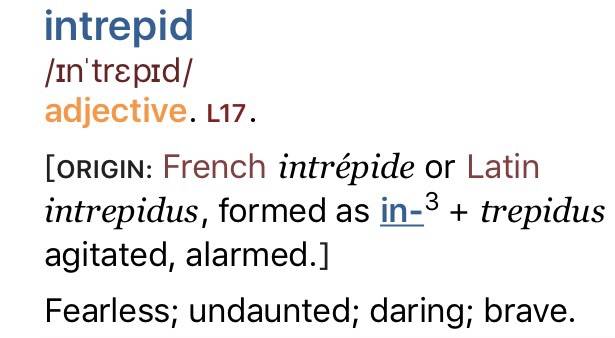 intrepid
/ɪnˈtrɛpɪd/
adjective. L17.
[ORIGIN: French intrépide or Latin
intrepidus, formed as in-³ + trepidus
agitated, alarmed.]
Fearless; undaunted; daring; brave.